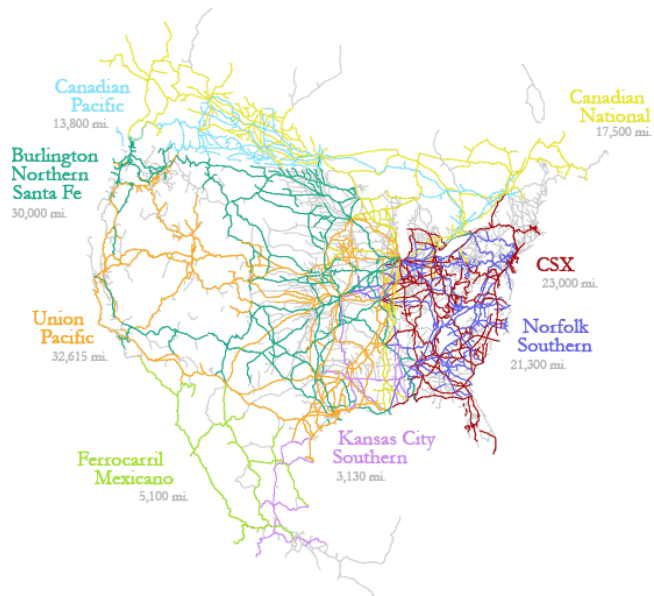 Canadian
Pacific
13,800 mi.
Canadian
National
17,500 mi.
Burlington
Northern
Santa Fe
30,000 mi.
CSX
23,000 mi.
Union
Pacific
32,615 mi.
Norfolk
Southern
21,300 mi.
Kansas City
Southern
3,130 mi.
Ferrocarril
Mexicano
5,100 mi.